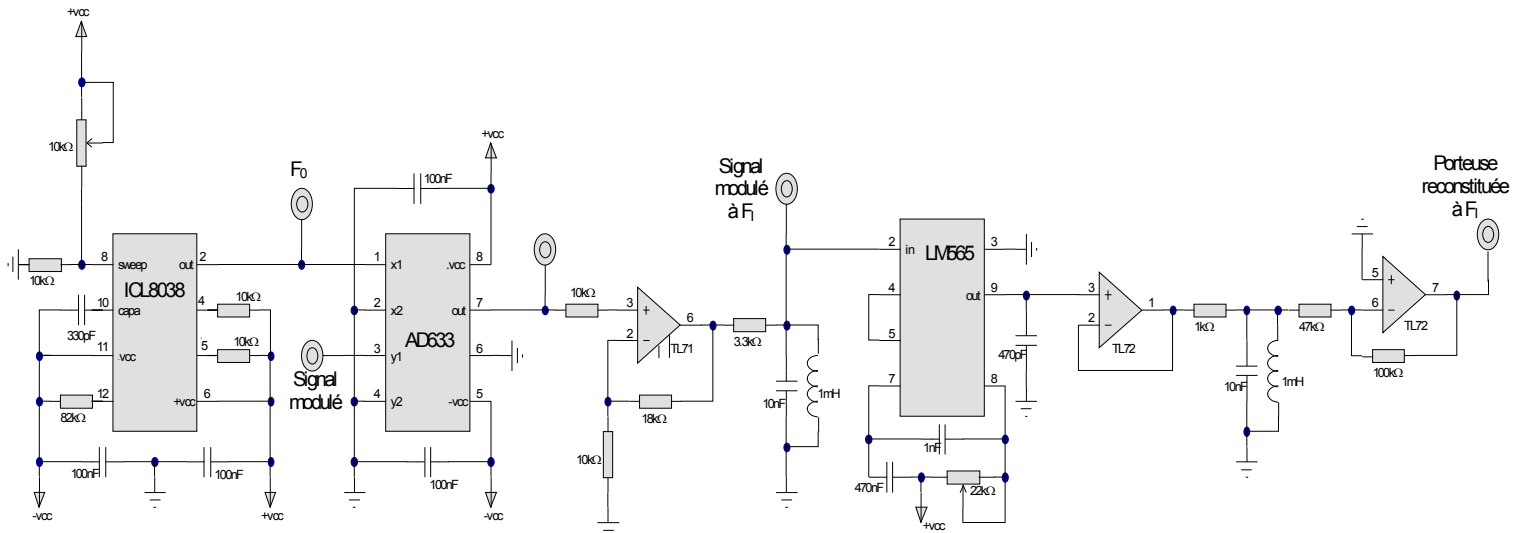 +vcc
10kΩ
F0
+vcc
100nF
Signal
modulé
à FI
Porteuse
reconstituée
à FI
10kΩ
8
sweep
out
2
ICL8038
10
capa
4
10kΩ
330pF
11
.vcc
5
10kΩ
82kΩ
12
+vcc
6
100nF
100nF
-vcc
+vcc
1
x1
.vcc
8
2
x2
out
7
AD633
3
y1
6
Signal
modulé
4
y2
-vcc
5
100nF
-vcc
10kΩ
3
+
2
−
6
TL71
18kΩ
10kΩ
3.3kΩ
10nF
1mH
2
in
LM565
3
4
out
9
5
7
8
1nF
470nF
22kΩ
+vcc
470pF
3
+
2
−
1
TL72
1kΩ
10nF
1mH
47kΩ
5
+
6
−
7
TL72
100kΩ